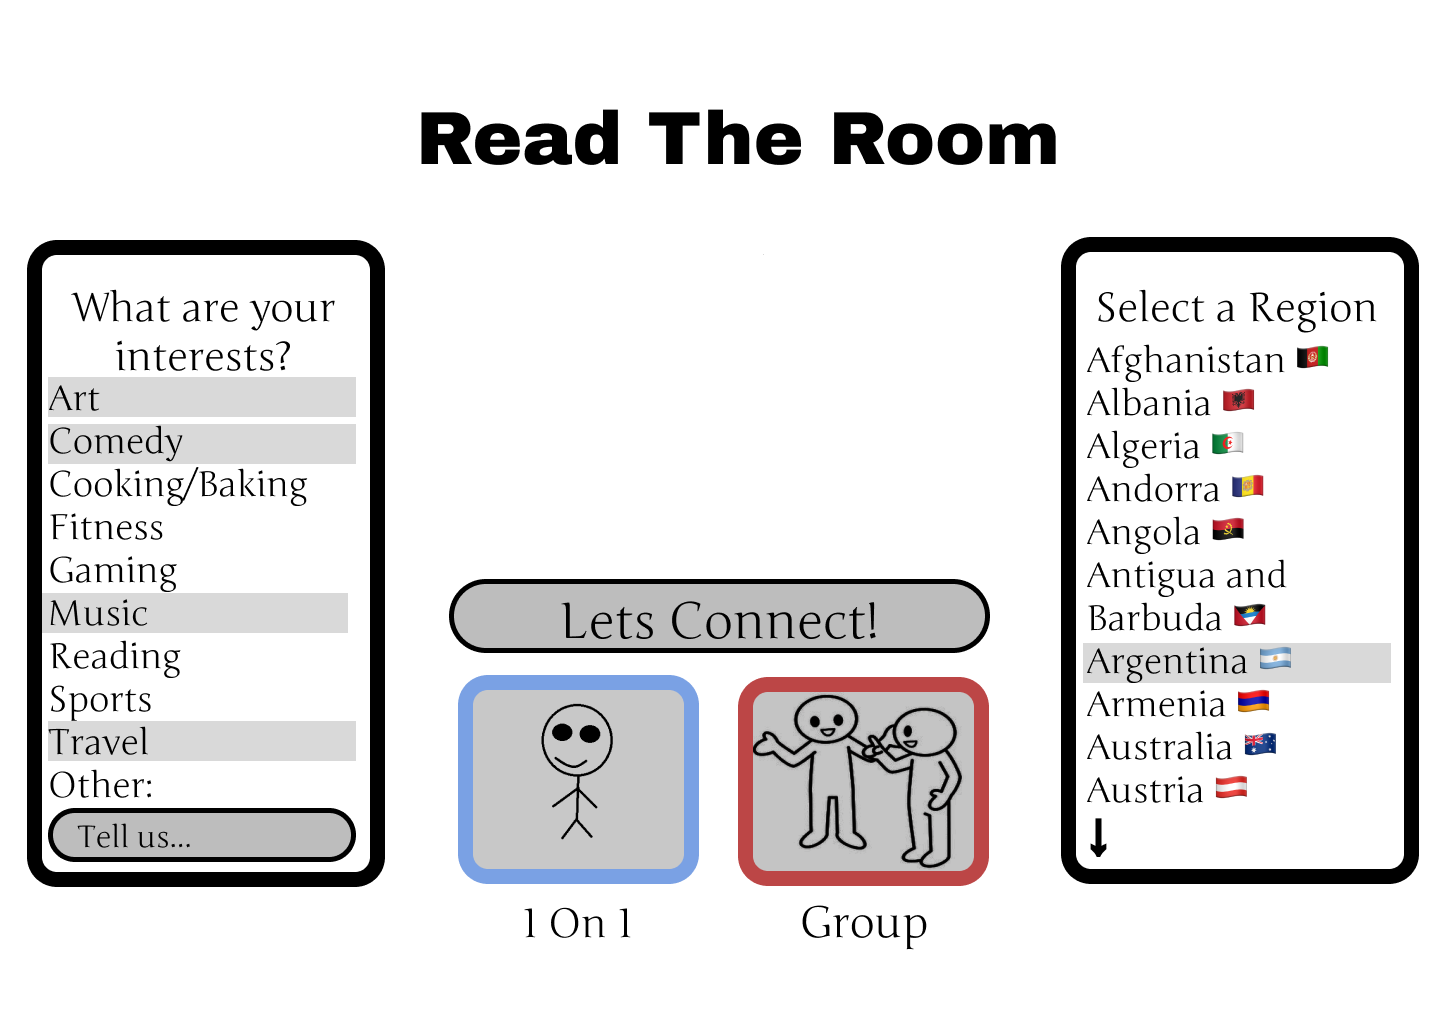 Read The Room
What are your
interests?
Art
Comedy
Cooking/Baking
Fitness
Gaming
Music
Reading
Sports
Travel
Other:
Tell us...
Lets Connect!
1 On 1
Group
Select a Region
Afghanistan 🇦🇫
Albania 🇦🇱
Algeria 🇩🇿
Andorra 🇦🇩
Angola 🇦🇴
Antigua and
Barbuda 🇦🇬
Argentina 🇦🇷
Armenia 🇦🇲
Australia 🇦🇺
Austria 🇦🇹